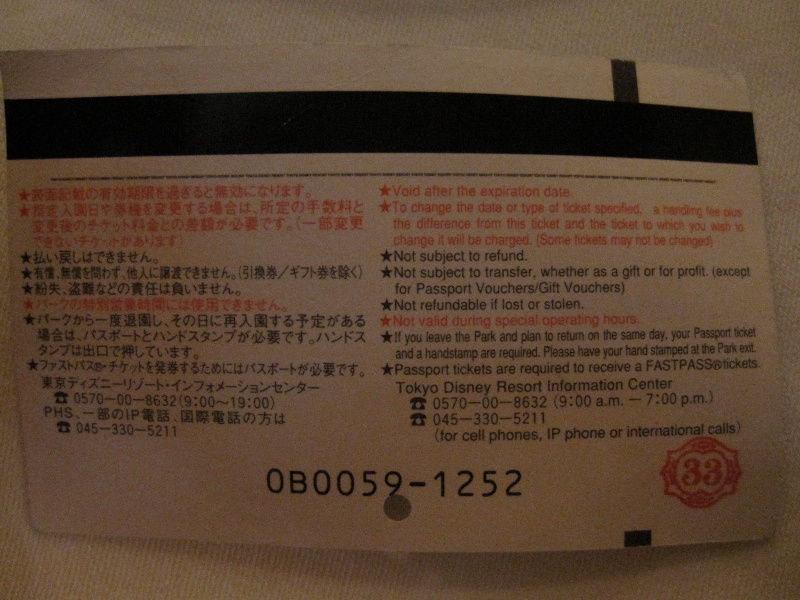 ★表面記載の有効期限を過ぎると無効になります。
★指定入園日や券種を変更する場合は、所定の手数料と
変更後のチケット料金との差額が必要です。(一部変更
できないチケットがあります)
★払い戻しはできません。
★有償、無償を問わず、他人に譲渡できません。(引換券/ギフト券を除く)
★紛失、盗難などの責任は負いません。
★パークの特別営業時間には使用できません。
★パークから一度退園し、その日に再入園する予定がある
場合は、パスポートとハンドスタンプが必要です。ハンドス
タンプは出口で押しています。
★ファストパス®・チケットを発券するためにはパスポートが必要です。
東京ディズニーリゾート・インフォメーションセンター
☎ 0570-00-8632(9:00〜19:00)
PHS、一部のIP電話、国際電話の方は
☎ 045-330-5211
★Void after the expiration date.
★To change the date or type of ticket specified, a handling fee plus
the difference from this ticket and the ticket to which you wish to
change it will be charged. (Some tickets may not be changed)
★Not subject to refund.
★Not subject to transfer, whether as a gift or for profit. (except
for Passport Vouchers/Gift Vouchers)
★Not refundable if lost or stolen.
★Not valid during special operating hours.
★If you leave the Park and plan to return on the same day, your Passport ticket
and a handstamp are required. Please have your hand stamped at the Park exit.
★Passport tickets are required to receive a FASTPASS®tickets.
Tokyo Disney Resort Information Center
☎ 0570-00-8632 (9:00 a.m. - 7:00 p.m.)
☎ 045-330-5211
(for cell phones, IP phone or international calls)
33
OB0059-1252